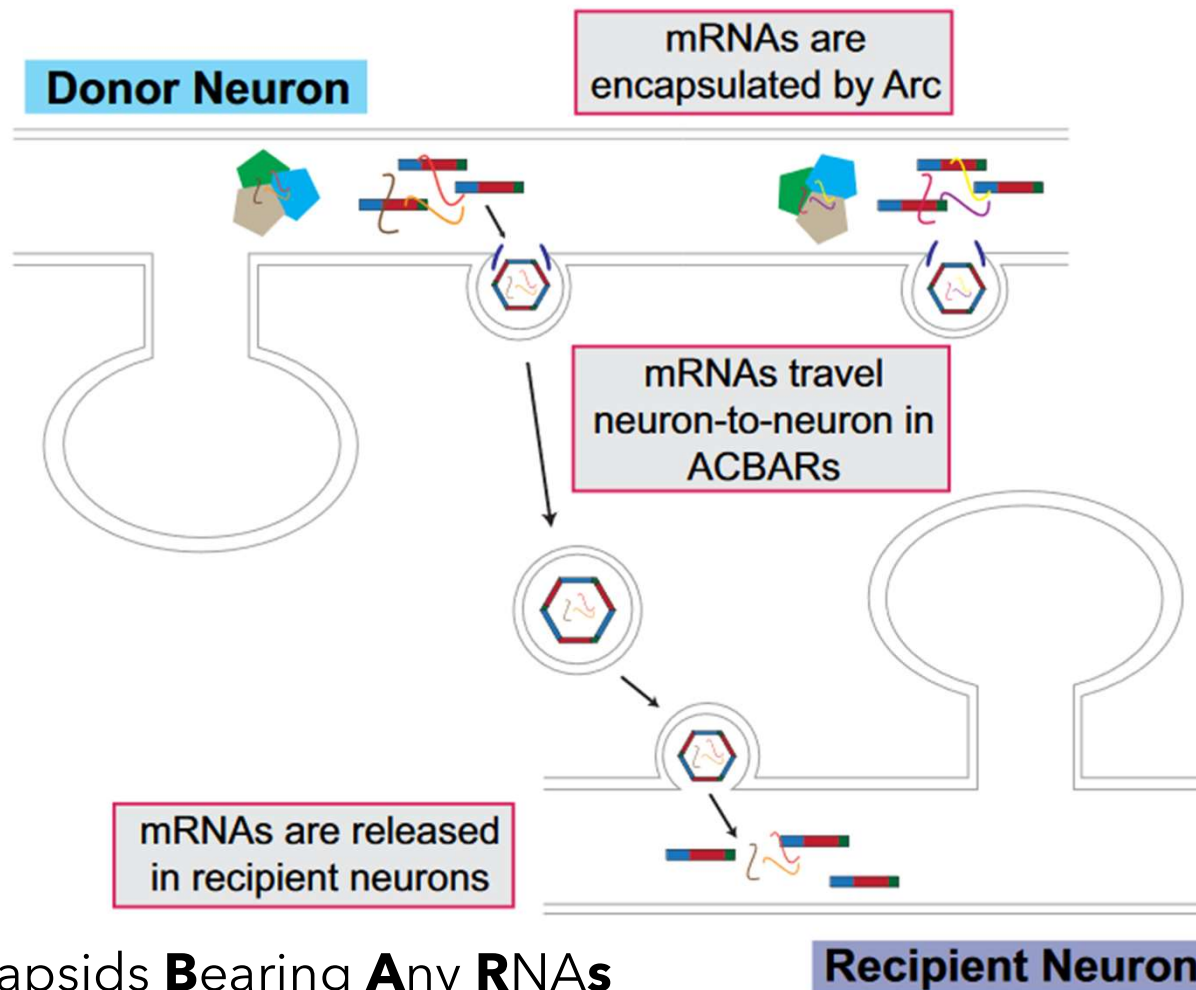 mRNAs are
encapsulated by Arc
Donor Neuron
mRNAs travel
neuron-to-neuron in
ACBARs
mRNAs are released
in recipient neurons
apsids Bearing Any RNAs
Recipient Neuron